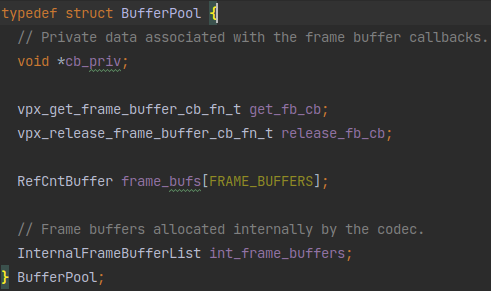 typedef struct BufferPool {
  // Private data associated with the frame buffer callbacks.
  void *cb_priv;

  vpx_get_frame_buffer_cb_fn_t get_fb_cb;
  vpx_release_frame_buffer_cb_fn_t release_fb_cb;

  RefCntBuffer frame_bufs[FRAME_BUFFERS];

  // Frame buffers allocated internally by the codec.
  InternalFrameBufferList int_frame_buffers;
} BufferPool;